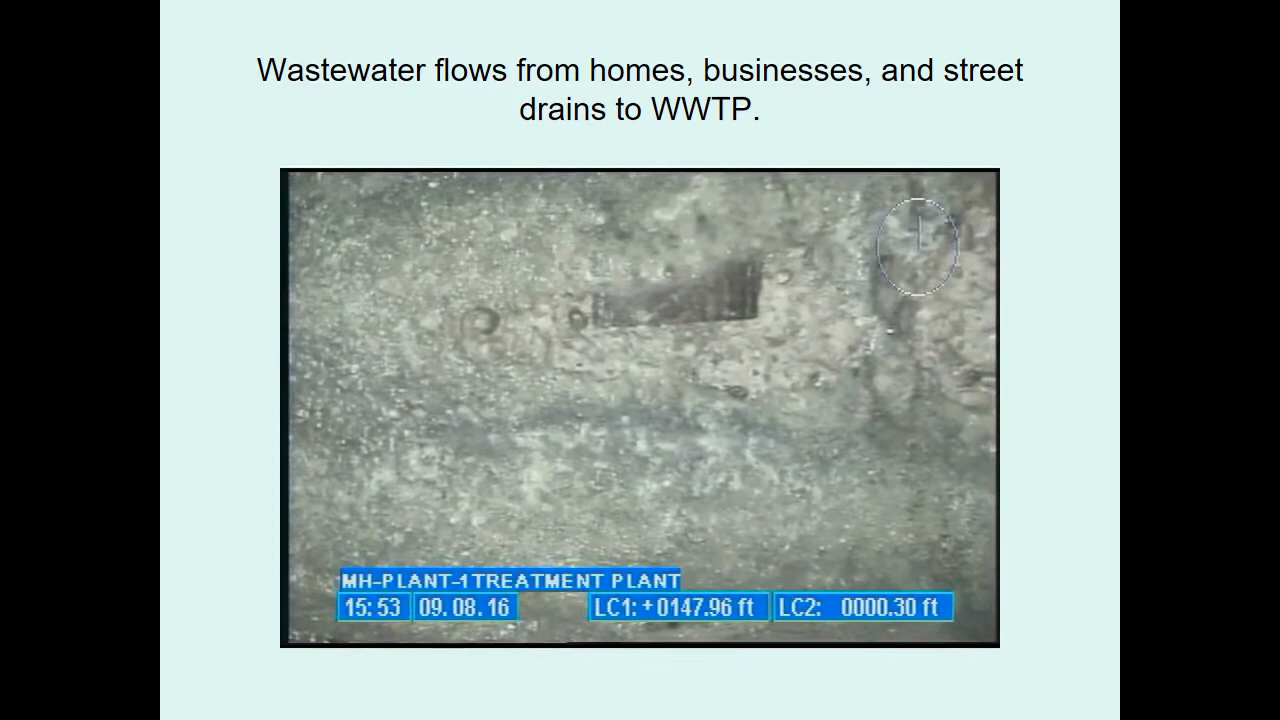 Wastewater flows from homes, businesses, and street
drains to WWTP.
MH-PLANT-1TREATMENT PLANT
15:53 09.08.16 LC1:+0147.96 ft LC2: 0000.30 ft